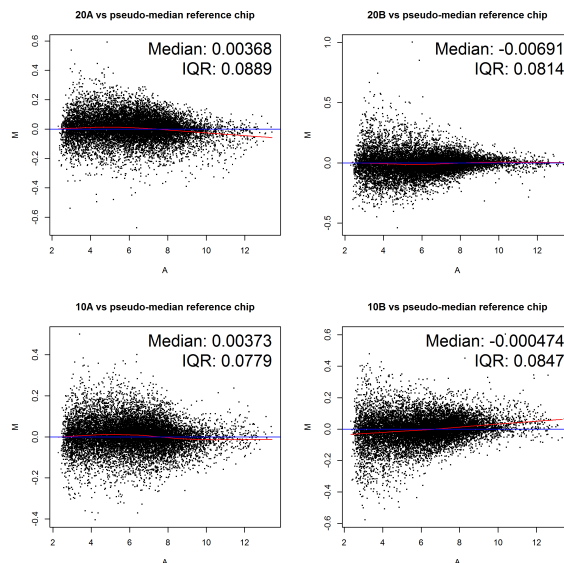 20A vs pseudo-median reference chip
Median: 0.00368
IQR: 0.0889
M
0.6
0.4
0.2
0.0
-0.2
-0.4
-0.6
2 4 6 8 10 12
A
20B vs pseudo-median reference chip
Median: -0.00691
IQR: 0.0814
M
1.0
0.5
0.0
-0.5
2 4 6 8 10 12
A
10A vs pseudo-median reference chip
Median: 0.00373
IQR: 0.0779
M
0.4
0.2
0.0
-0.2
-0.4
2 4 6 8 10 12
A
10B vs pseudo-median reference chip
Median: -0.000474
IQR: 0.0847
M
0.6
0.4
0.2
0.0
-0.2
-0.4
-0.6
2 4 6 8 10 12
A